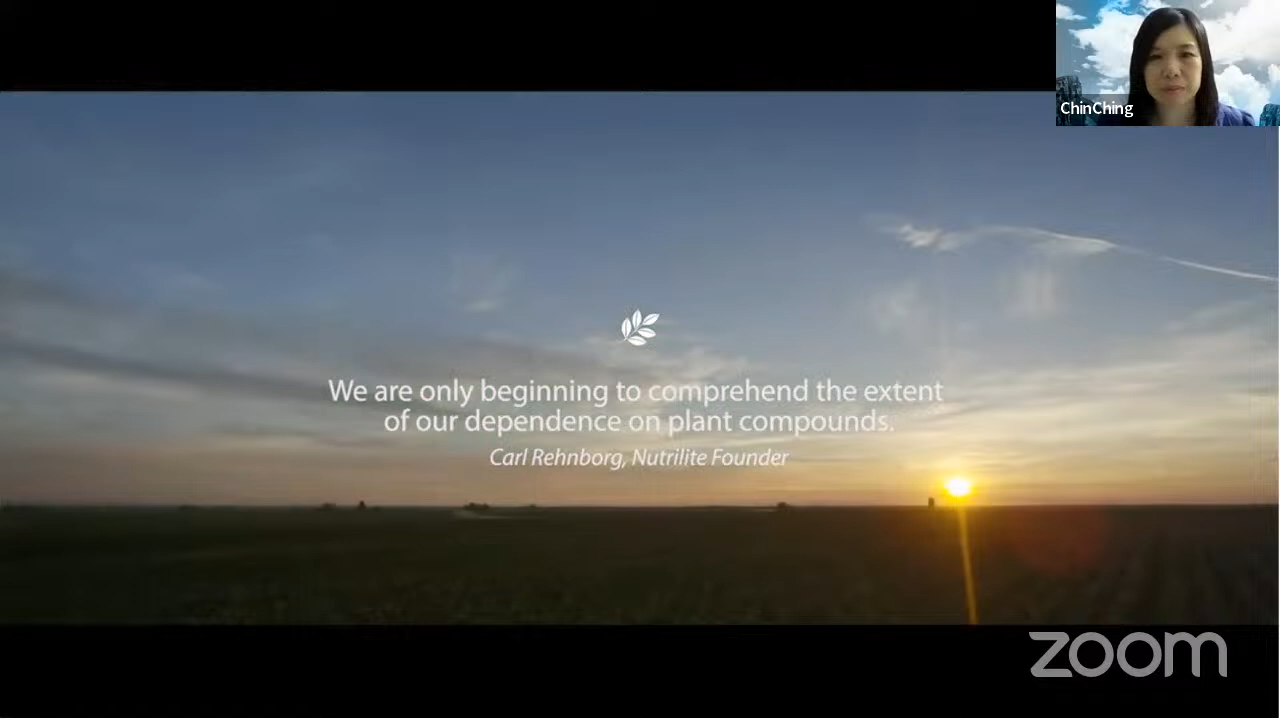 ChinChing
We are only beginning to comprehend the extent
of our dependence on plant compounds.
Carl Rehnborg, Nutrilite Founder
zoom